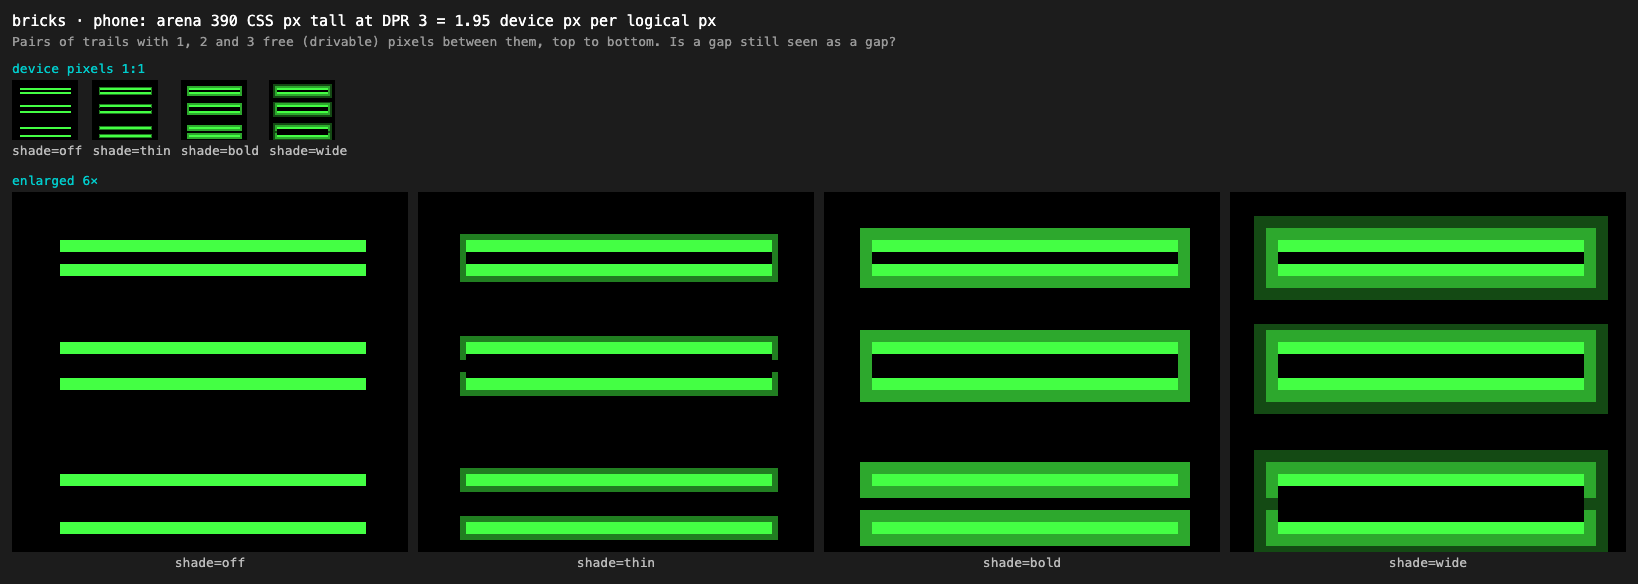 bricks · phone: arena 390 CSS px tall at DPR 3 = 1.95 device px per logical px
Pairs of trails with 1, 2 and 3 free (drivable) pixels between them, top to bottom. Is a gap still seen as a gap?
device pixels 1:1
shade=off shade=thin shade=bold shade=wide
enlarged 6×
shade=off shade=thin shade=bold shade=wide